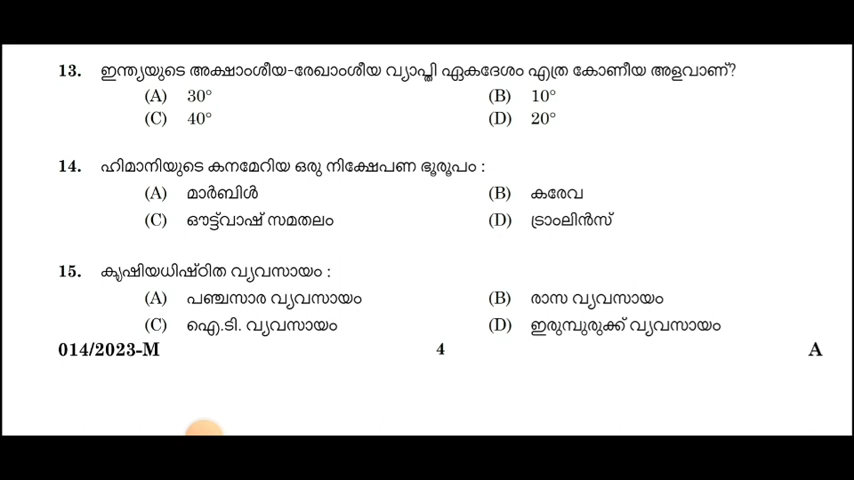 13. ഇന്ത്യയുടെ അക്ഷാംശീയ-രേഖാംശീയ വ്യാപ്തി ഏകദേശം എത്ര കോണീയ അളവാണ്?
(A) 30° (B) 10°
(C) 40° (D) 20°
14. ഹിമാനിയുടെ കനമേറിയ ഒരു നിക്ഷേപണ ഭൂരൂപം :
(A) മാർബിൾ (B) കരേവ
(C) ഔട്ട്‌വാഷ് സമതലം (D) ട്രാംലിൻസ്
15. കൃഷിയധിഷ്ഠിത വ്യവസായം :
(A) പഞ്ചസാര വ്യവസായം (B) രാസ വ്യവസായം
(C) ഐ.ടി. വ്യവസായം (D) ഇരുമ്പുരുക്ക് വ്യവസായം
014/2023-M 4 A